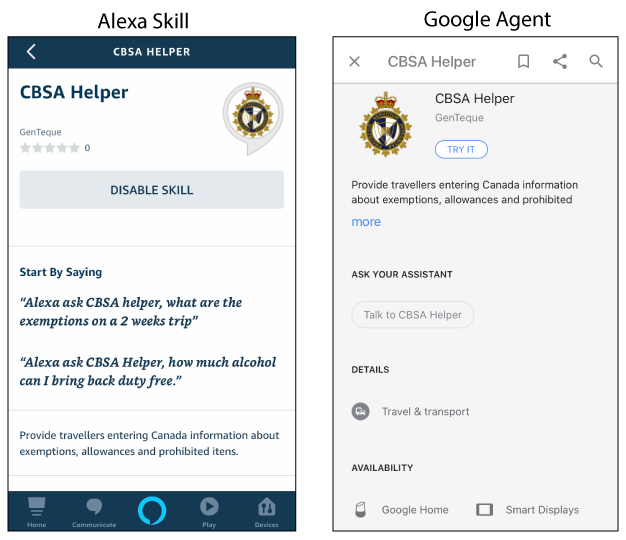 Alexa Skill
CBSA HELPER
CBSA Helper
GenTeque
0
DISABLE SKILL
Start By Saying
“Alexa ask CBSA helper, what are the
exemptions on a 2 weeks trip”
“Alexa ask CBSA Helper, how much alcohol
can I bring back duty free.”
Provide travellers entering Canada information about
exemptions, allowances and prohibited itens.
Home
Communicate
Play
Devices
Google Agent
CBSA Helper
CBSA Helper
GenTeque
TRY IT
Provide travellers entering Canada information
about exemptions, allowances and prohibited
more
ASK YOUR ASSISTANT
Talk to CBSA Helper
DETAILS
Travel & transport
AVAILABILITY
Google Home
Smart Displays